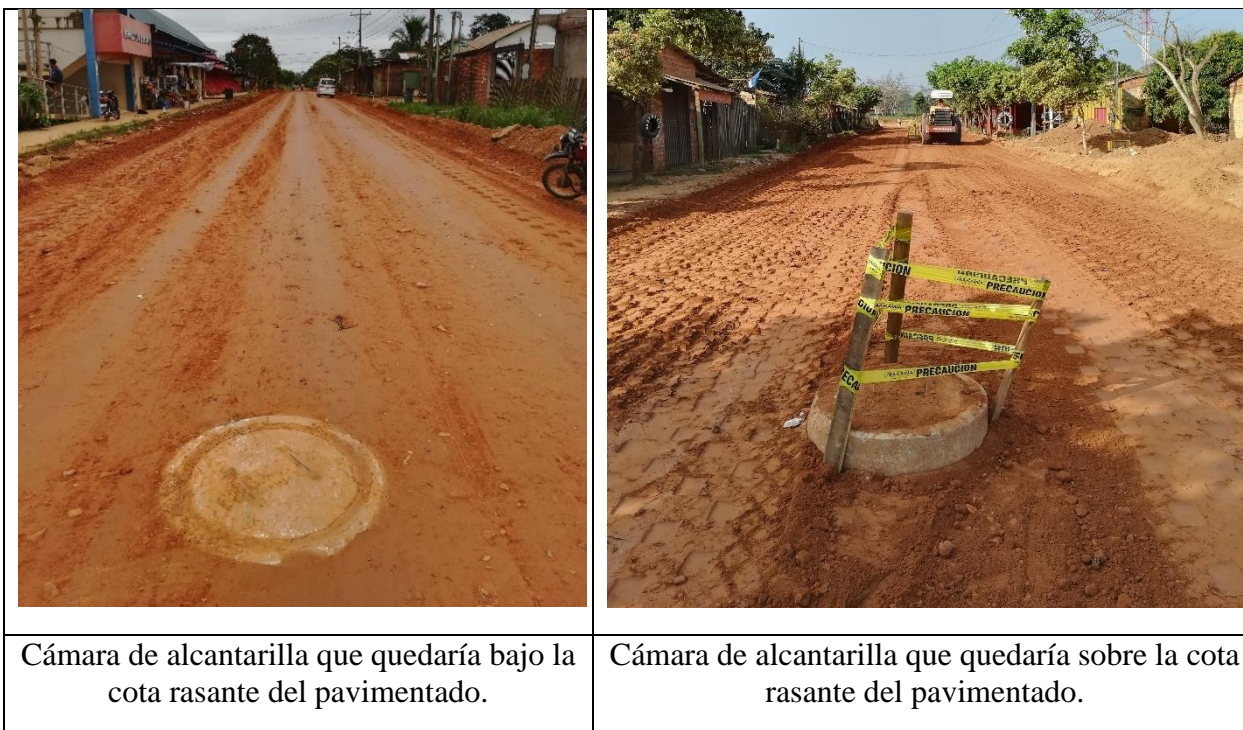 CION PRECAUCION
PRECAUCION
PRECAUCION
PRECAUCION
Cámara de alcantarilla que quedaría bajo la
cota rasante del pavimentado.
Cámara de alcantarilla que quedaría sobre la cota
rasante del pavimentado.